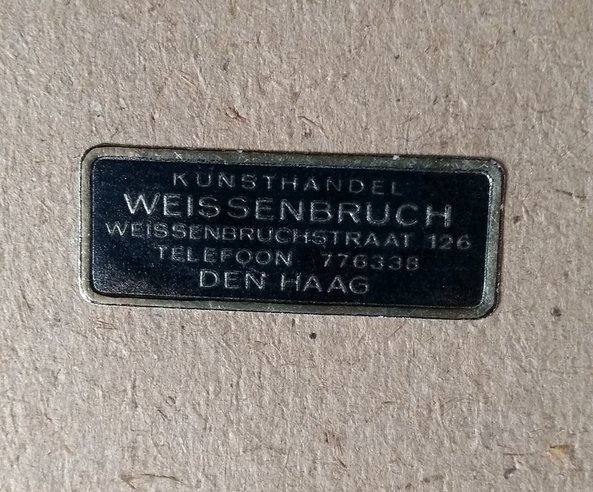 KUNSTHANDEL
WEISSENBRUCH
WEISSENBRUCHSTRAAT 126
TELEFOON 776338
DEN HAAG